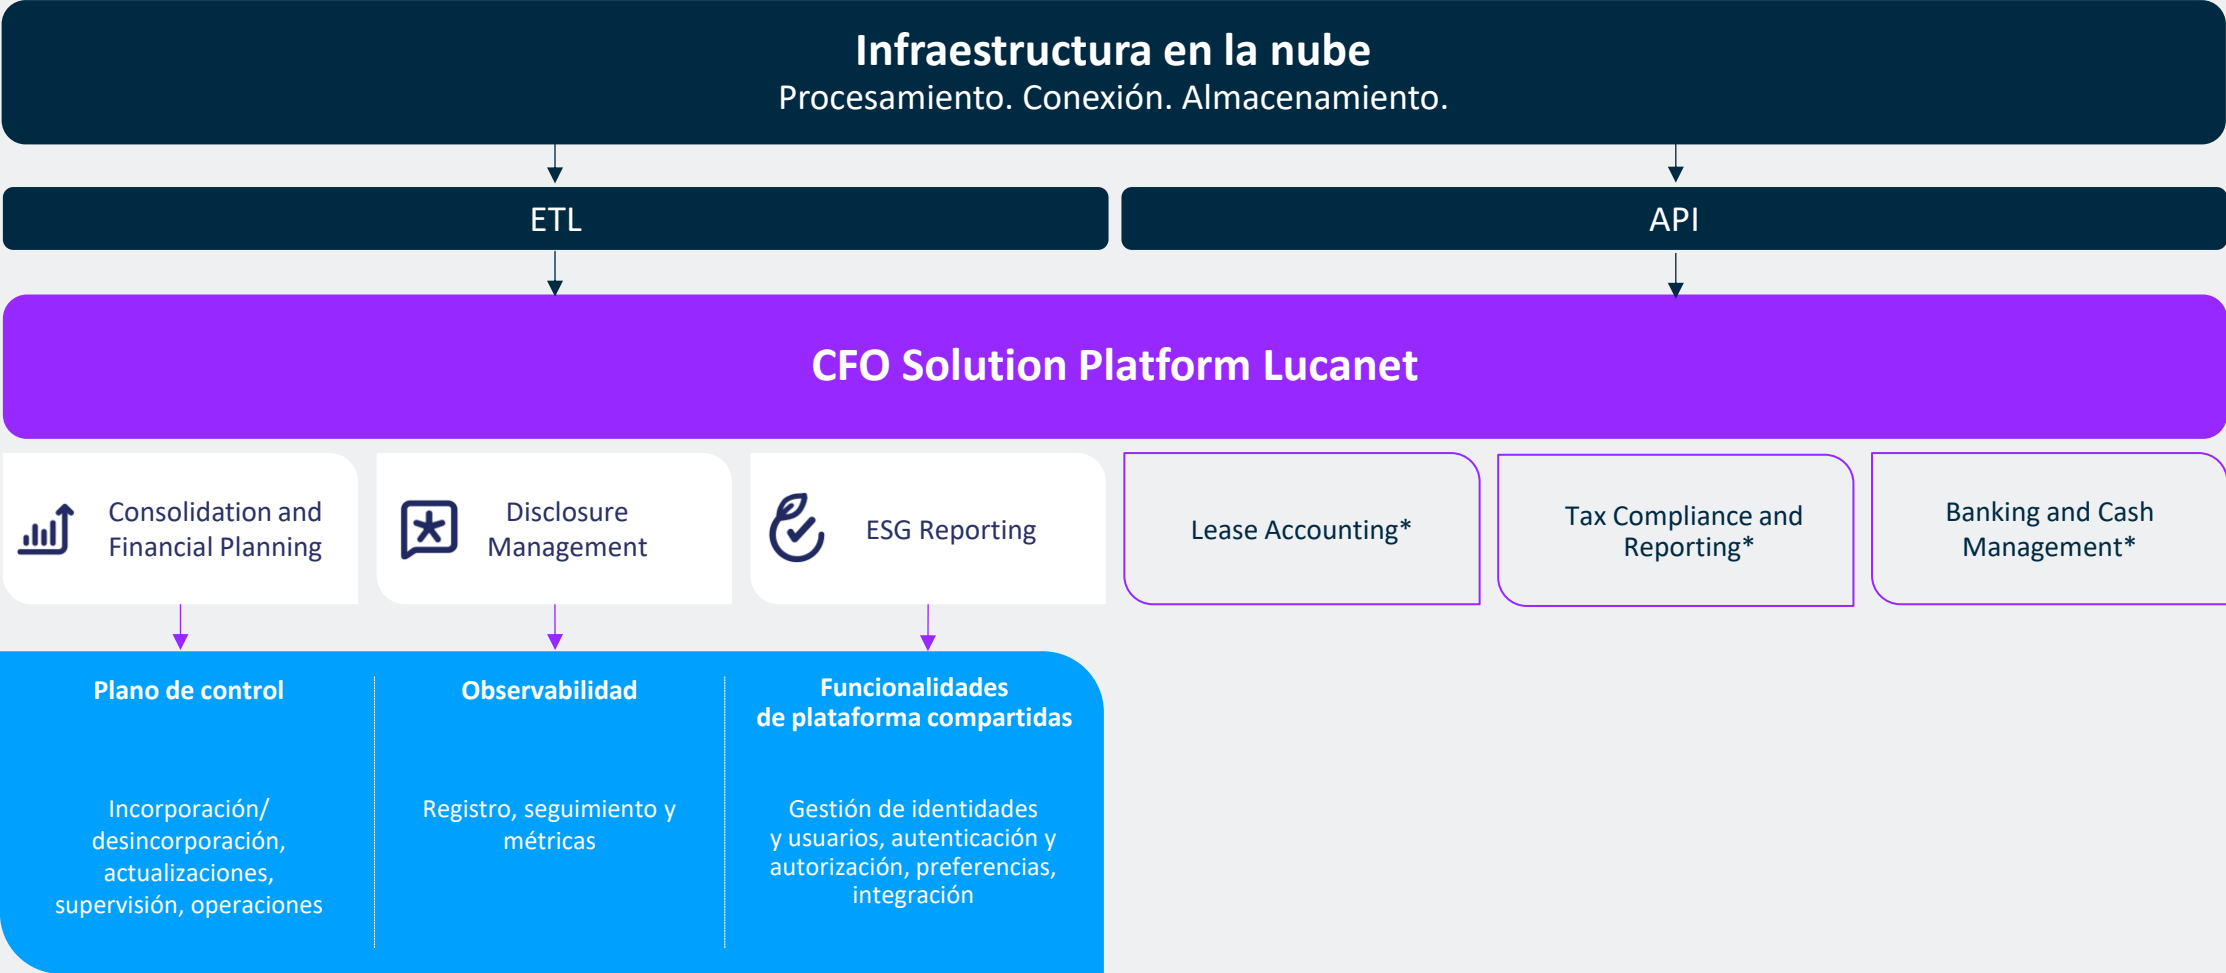 Infraestructura en la nube
Procesamiento. Conexión. Almacenamiento.
ETL
API
CFO Solution Platform Lucanet
Consolidation and
Financial Planning
Disclosure
Management
ESG Reporting
Lease Accounting*
Tax Compliance and
Reporting*
Banking and Cash
Management*
Plano de control
Incorporación/
desincorporación,
actualizaciones,
supervisión, operaciones
Observabilidad
Registro, seguimiento y
métricas
Funcionalidades
de plataforma compartidas
Gestión de identidades
y usuarios, autenticación y
autorización, preferencias,
integración